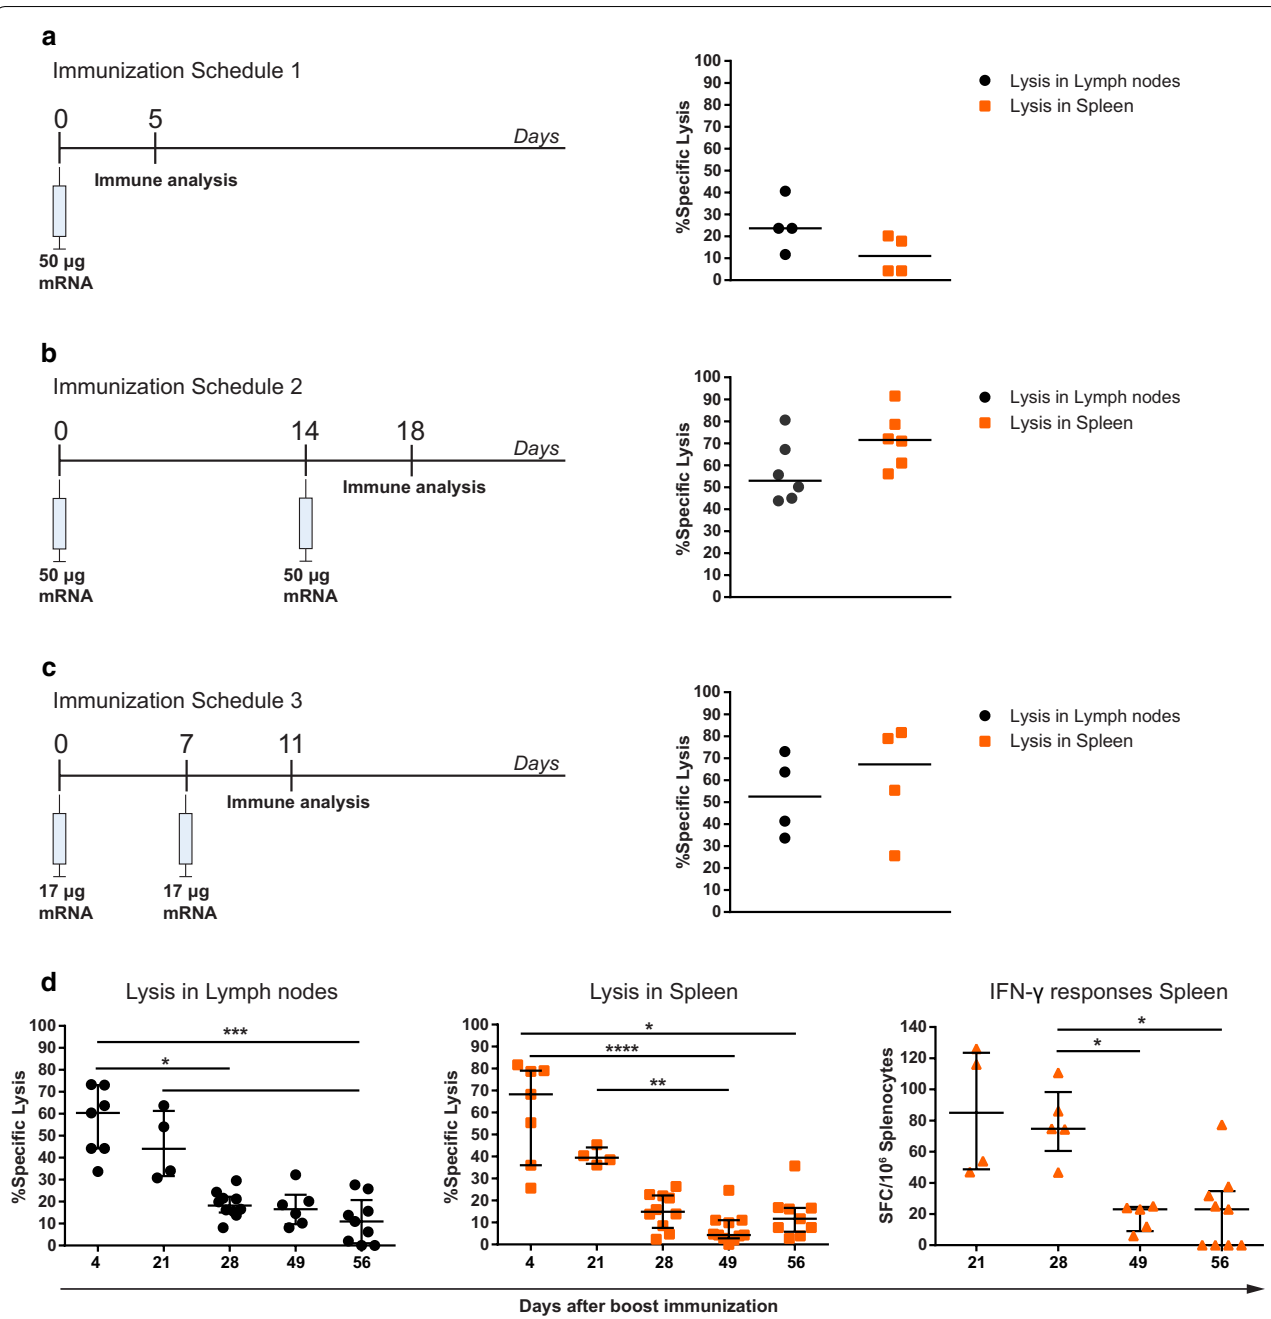 a
Immunization Schedule 1
0 5
Days
Immune analysis
50 µg
mRNA
%Specific Lysis
100
90
80
70
60
50
40
30
20
10
0
Lysis in Lymph nodes
Lysis in Spleen
b
Immunization Schedule 2
0 14 18
Days
Immune analysis
50 µg 50 µg
mRNA mRNA
%Specific Lysis
100
90
80
70
60
50
40
30
20
10
0
Lysis in Lymph nodes
Lysis in Spleen
c
Immunization Schedule 3
0 7 11
Days
Immune analysis
17 µg 17 µg
mRNA mRNA
%Specific Lysis
100
90
80
70
60
50
40
30
20
10
0
Lysis in Lymph nodes
Lysis in Spleen
d
Lysis in Lymph nodes
%Specific Lysis
100
90
80
70
60
50
40
30
20
10
0
***
*
4 21 28 49 56
Lysis in Spleen
%Specific Lysis
100
90
80
70
60
50
40
30
20
10
0
*
****
**
4 21 28 49 56
IFN-γ responses Spleen
SFC/10⁶ Splenocytes
140
120
100
80
60
40
20
0
*
*
21 28 49 56
Days after boost immunization